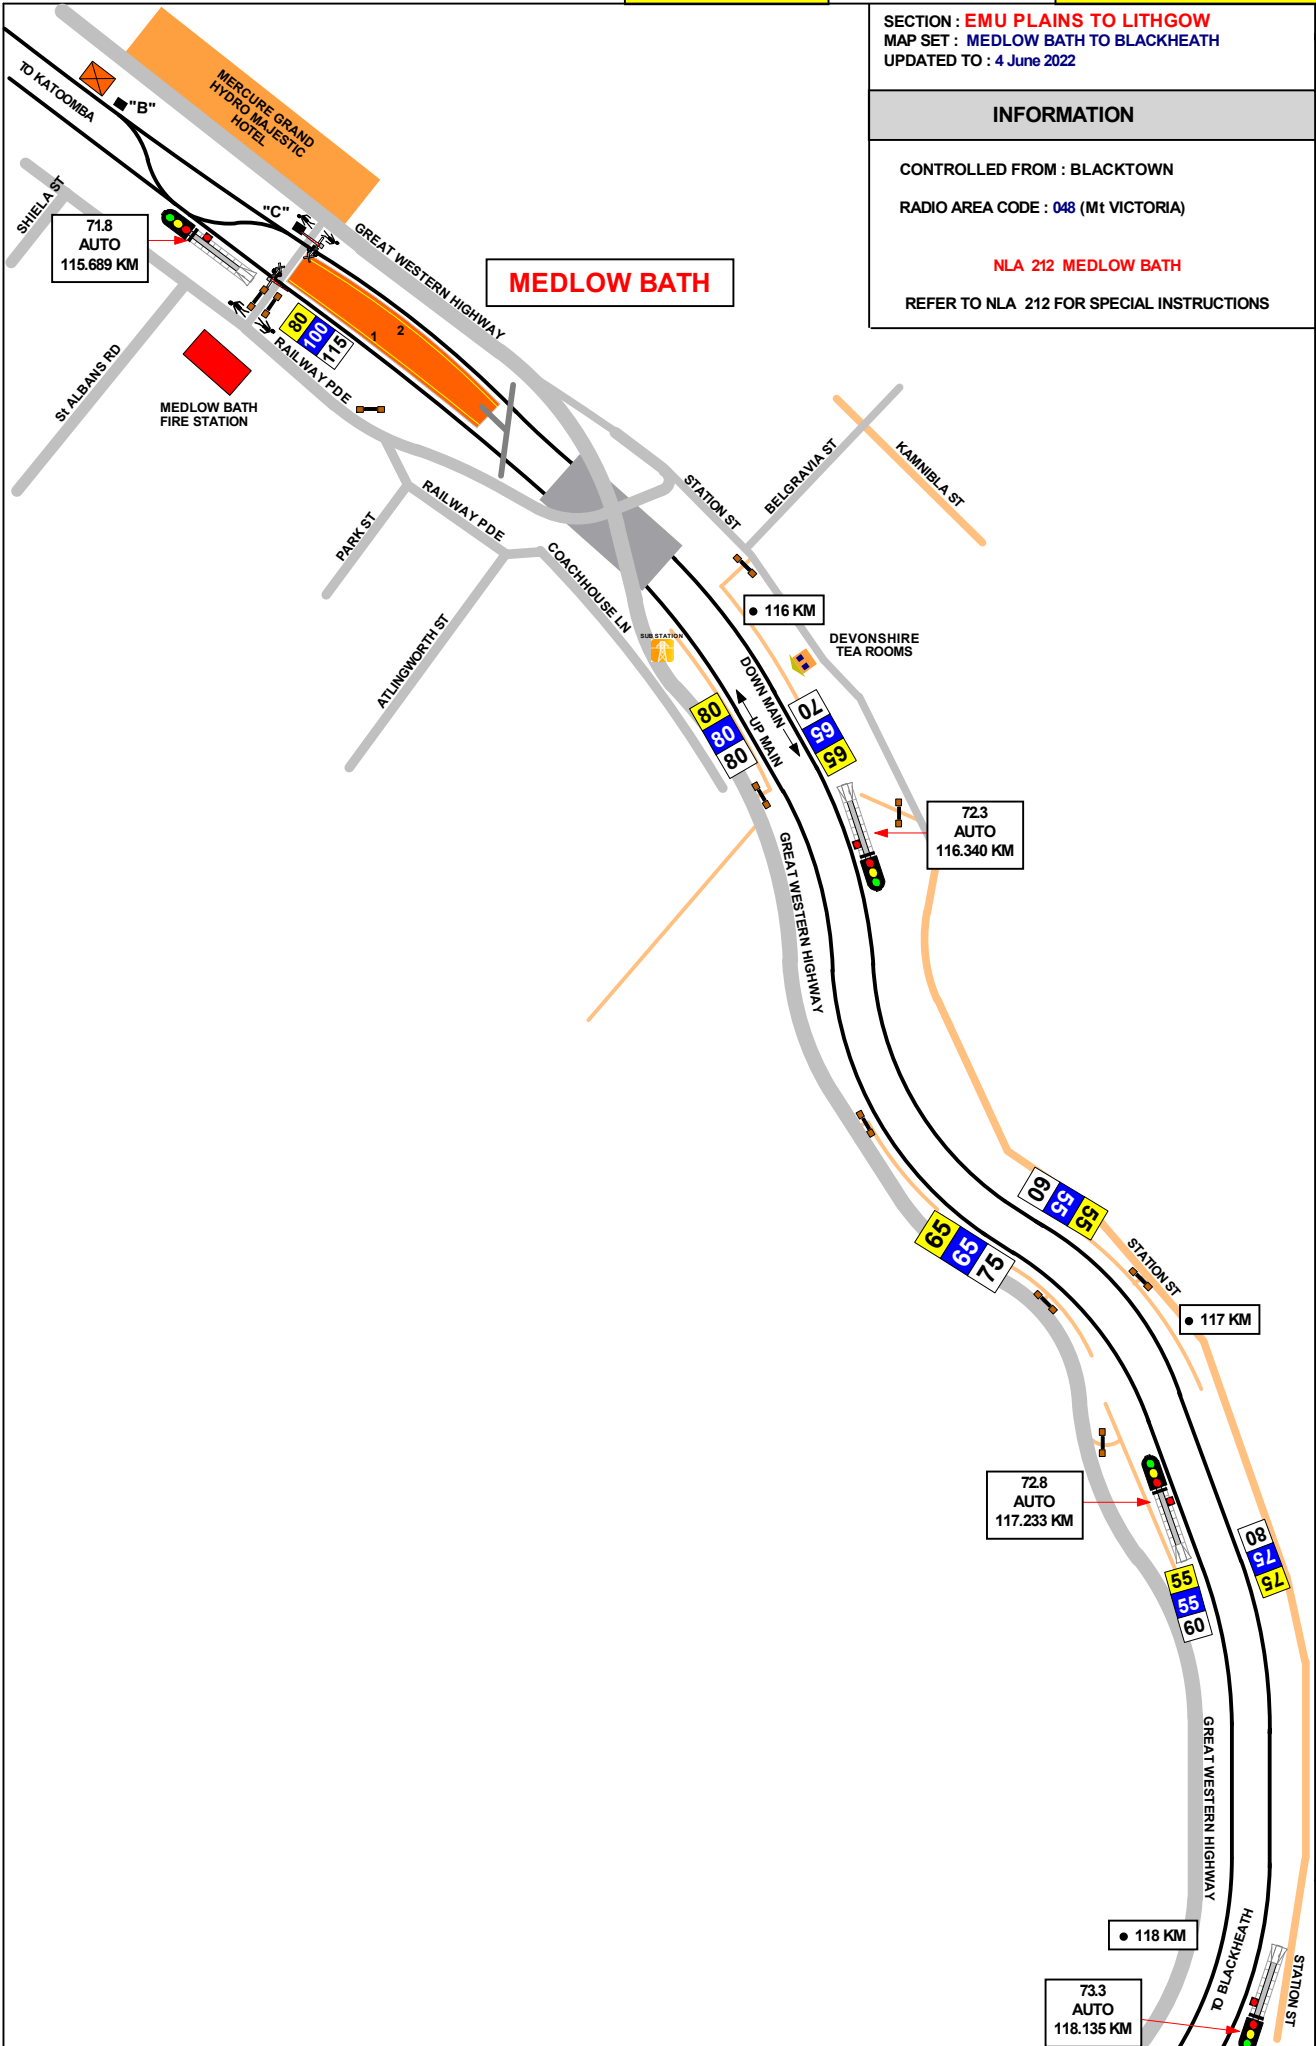 SECTION : EMU PLAINS TO LITHGOW
MAP SET : MEDLOW BATH TO BLACKHEATH
UPDATED TO : 4 June 2022
INFORMATION
CONTROLLED FROM : BLACKTOWN
RADIO AREA CODE : 048 (Mt VICTORIA)
NLA 212 MEDLOW BATH
REFER TO NLA 212 FOR SPECIAL INSTRUCTIONS
TO KATOOMBA
"B"
MERCURE GRAND
HYDRO MAJESTIC
HOTEL
SHIELA ST
71.8
AUTO
115.689 KM
"C"
GREAT WESTERN HIGHWAY
MEDLOW BATH
80
100
115
1
2
RAILWAY PDE
St ALBANS RD
MEDLOW BATH
FIRE STATION
BELGRAVIA ST
KAMNIBLA ST
STATION ST
RAILWAY PDE
PARK ST
COACHHOUSE LN
ATLINGWORTH ST
116 KM
SUB STATION
DEVONSHIRE
TEA ROOMS
DOWN MAIN
UP MAIN
80
80
80
70
65
65
72.3
AUTO
116.340 KM
GREAT WESTERN HIGHWAY
60
55
55
65
65
75
STATION ST
117 KM
72.8
AUTO
117.233 KM
80
75
75
55
55
60
GREAT WESTERN HIGHWAY
118 KM
TO BLACKHEATH
STATION ST
73.3
AUTO
118.135 KM